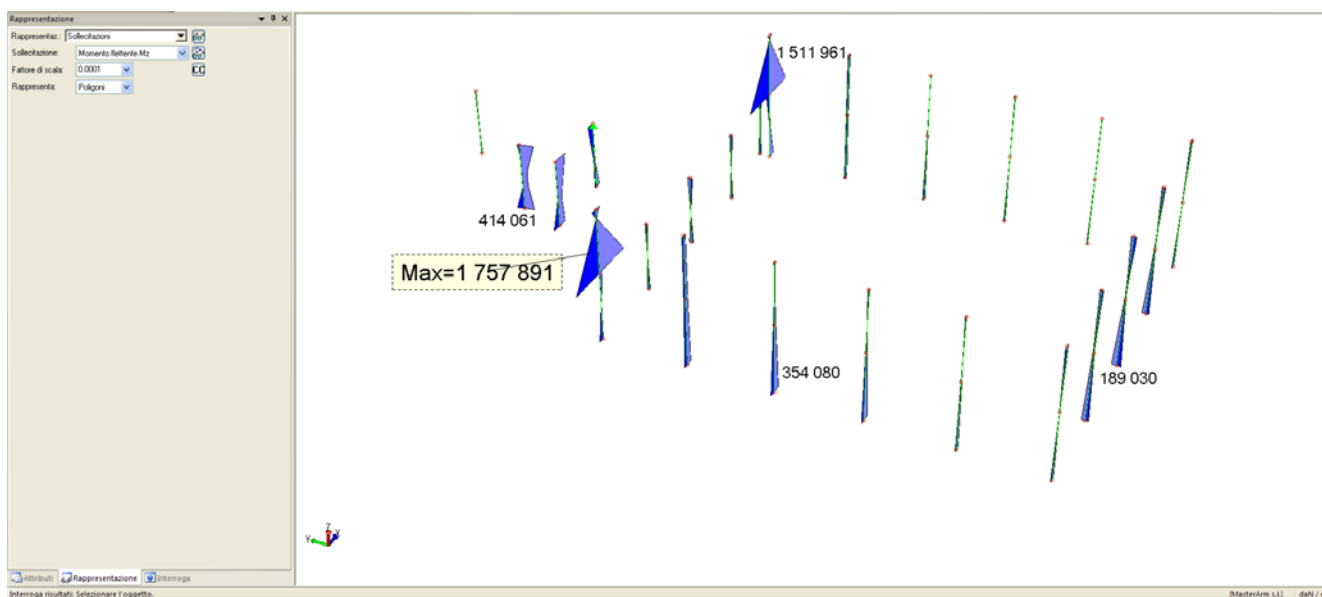 Rappresentazione
Rappresentaz.: Sollecitazioni
Sollecitazione: Momento flettente Mz
Fattore di scala: 0.0001
Rappresenta: Poligoni
1 511 961
414 061
Max=1 757 891
354 080
189 030
Z
Y X
Attributi Rappresentazione Interroga
Interroga risultati: Selezionare l'oggetto. [MasterArm s.l.] daN /